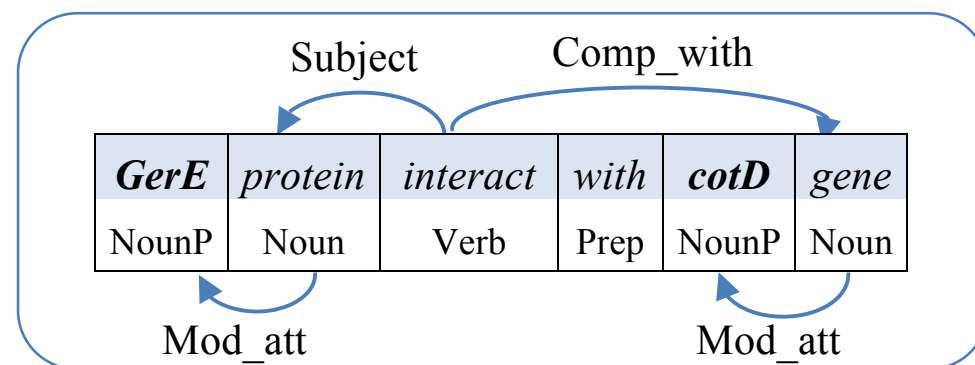 Subject Comp_with
GerE protein interact with cotD gene
NounP Noun Verb Prep NounP Noun
Mod_att Mod_att